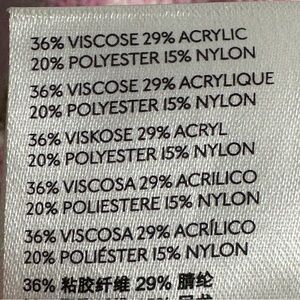 36% VISCOSE 29% ACRYLIC
20% POLYESTER 15% NYLON
36% VISCOSE 29% ACRYLIQUE
20% POLYESTER 15% NYLON
36% VISKOSE 29% ACRYL
20% POLYESTER 15% NYLON
36% VISCOSA 29% ACRILICO
20% POLIESTERE 15% NYLON
36% VISCOSA 29% ACRÍLICO
20% POLIÉSTER 15% NYLON
36% 粘胶纤维 29% 腈纶